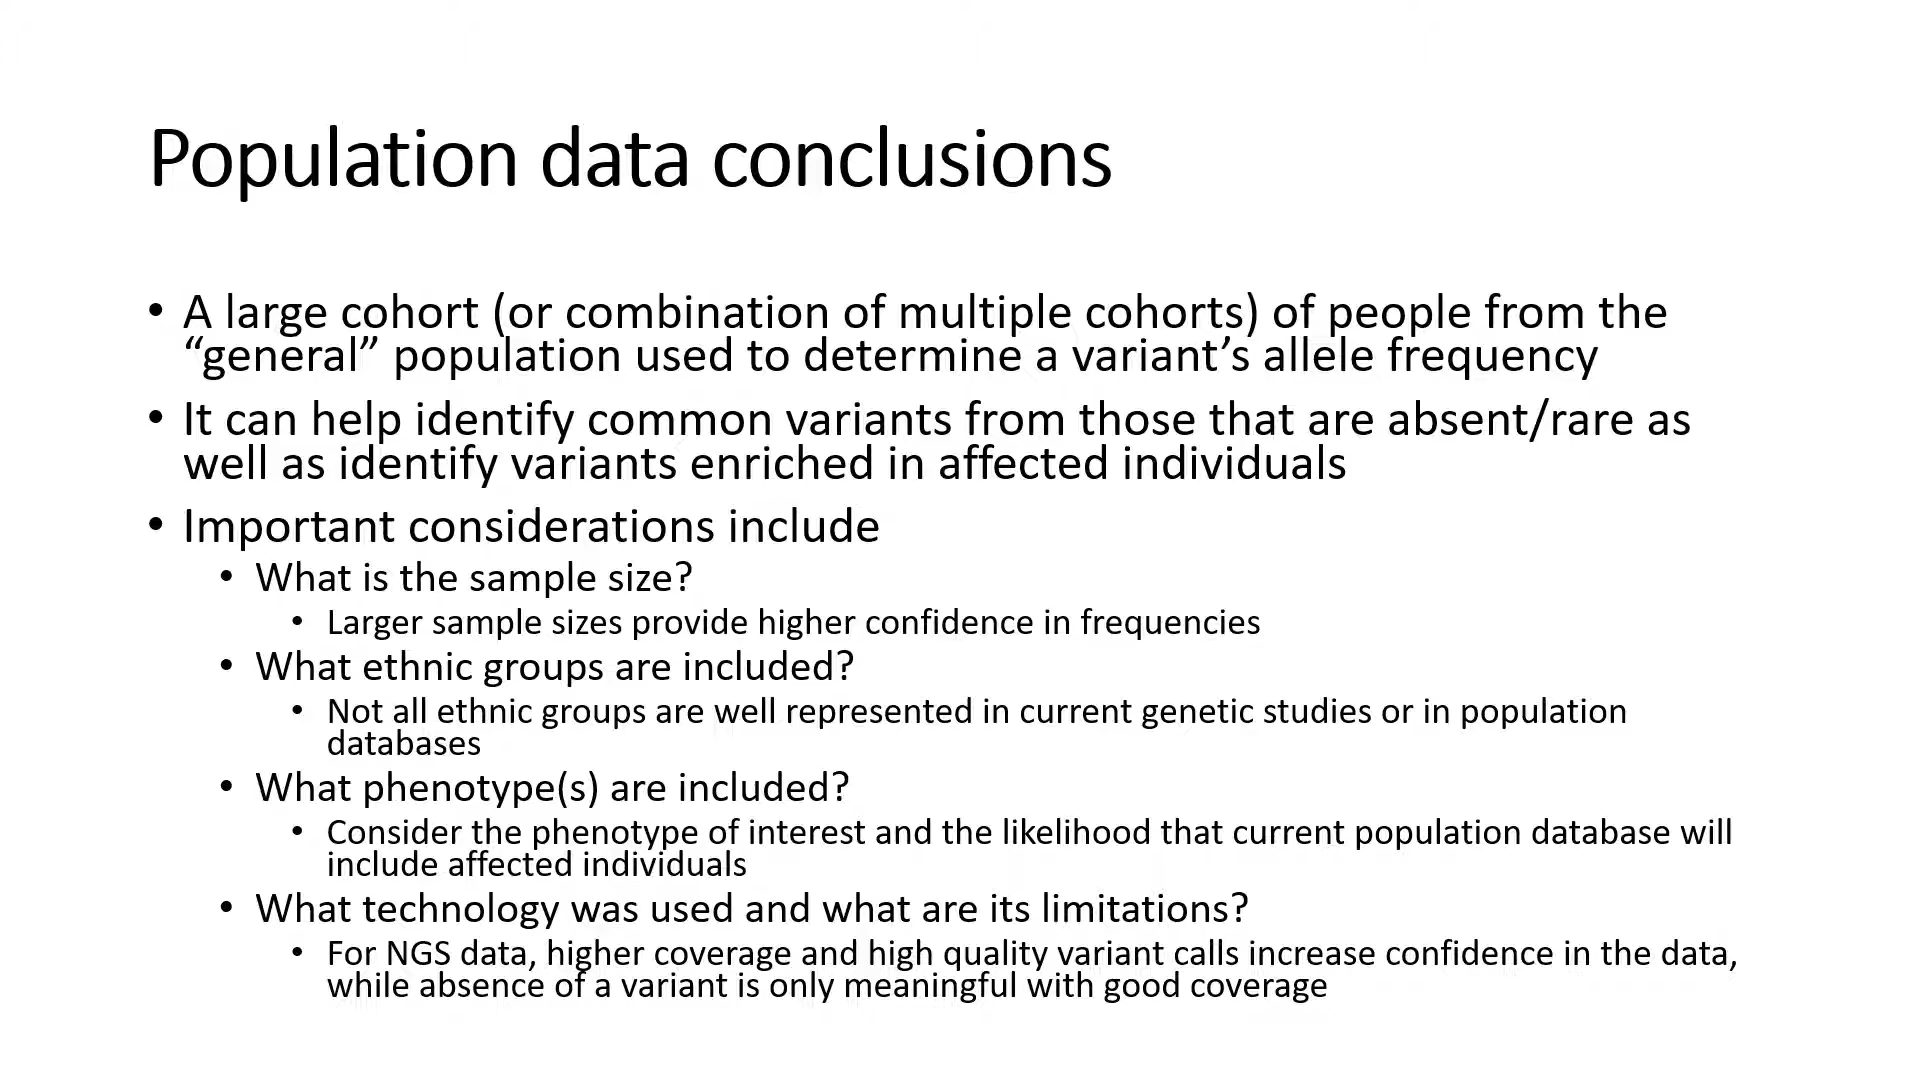 Population data conclusions
• A large cohort (or combination of multiple cohorts) of people from the
“general” population used to determine a variant’s allele frequency
• It can help identify common variants from those that are absent/rare as
well as identify variants enriched in affected individuals
• Important considerations include
• What is the sample size?
• Larger sample sizes provide higher confidence in frequencies
• What ethnic groups are included?
• Not all ethnic groups are well represented in current genetic studies or in population
databases
• What phenotype(s) are included?
• Consider the phenotype of interest and the likelihood that current population database will
include affected individuals
• What technology was used and what are its limitations?
• For NGS data, higher coverage and high quality variant calls increase confidence in the data,
while absence of a variant is only meaningful with good coverage